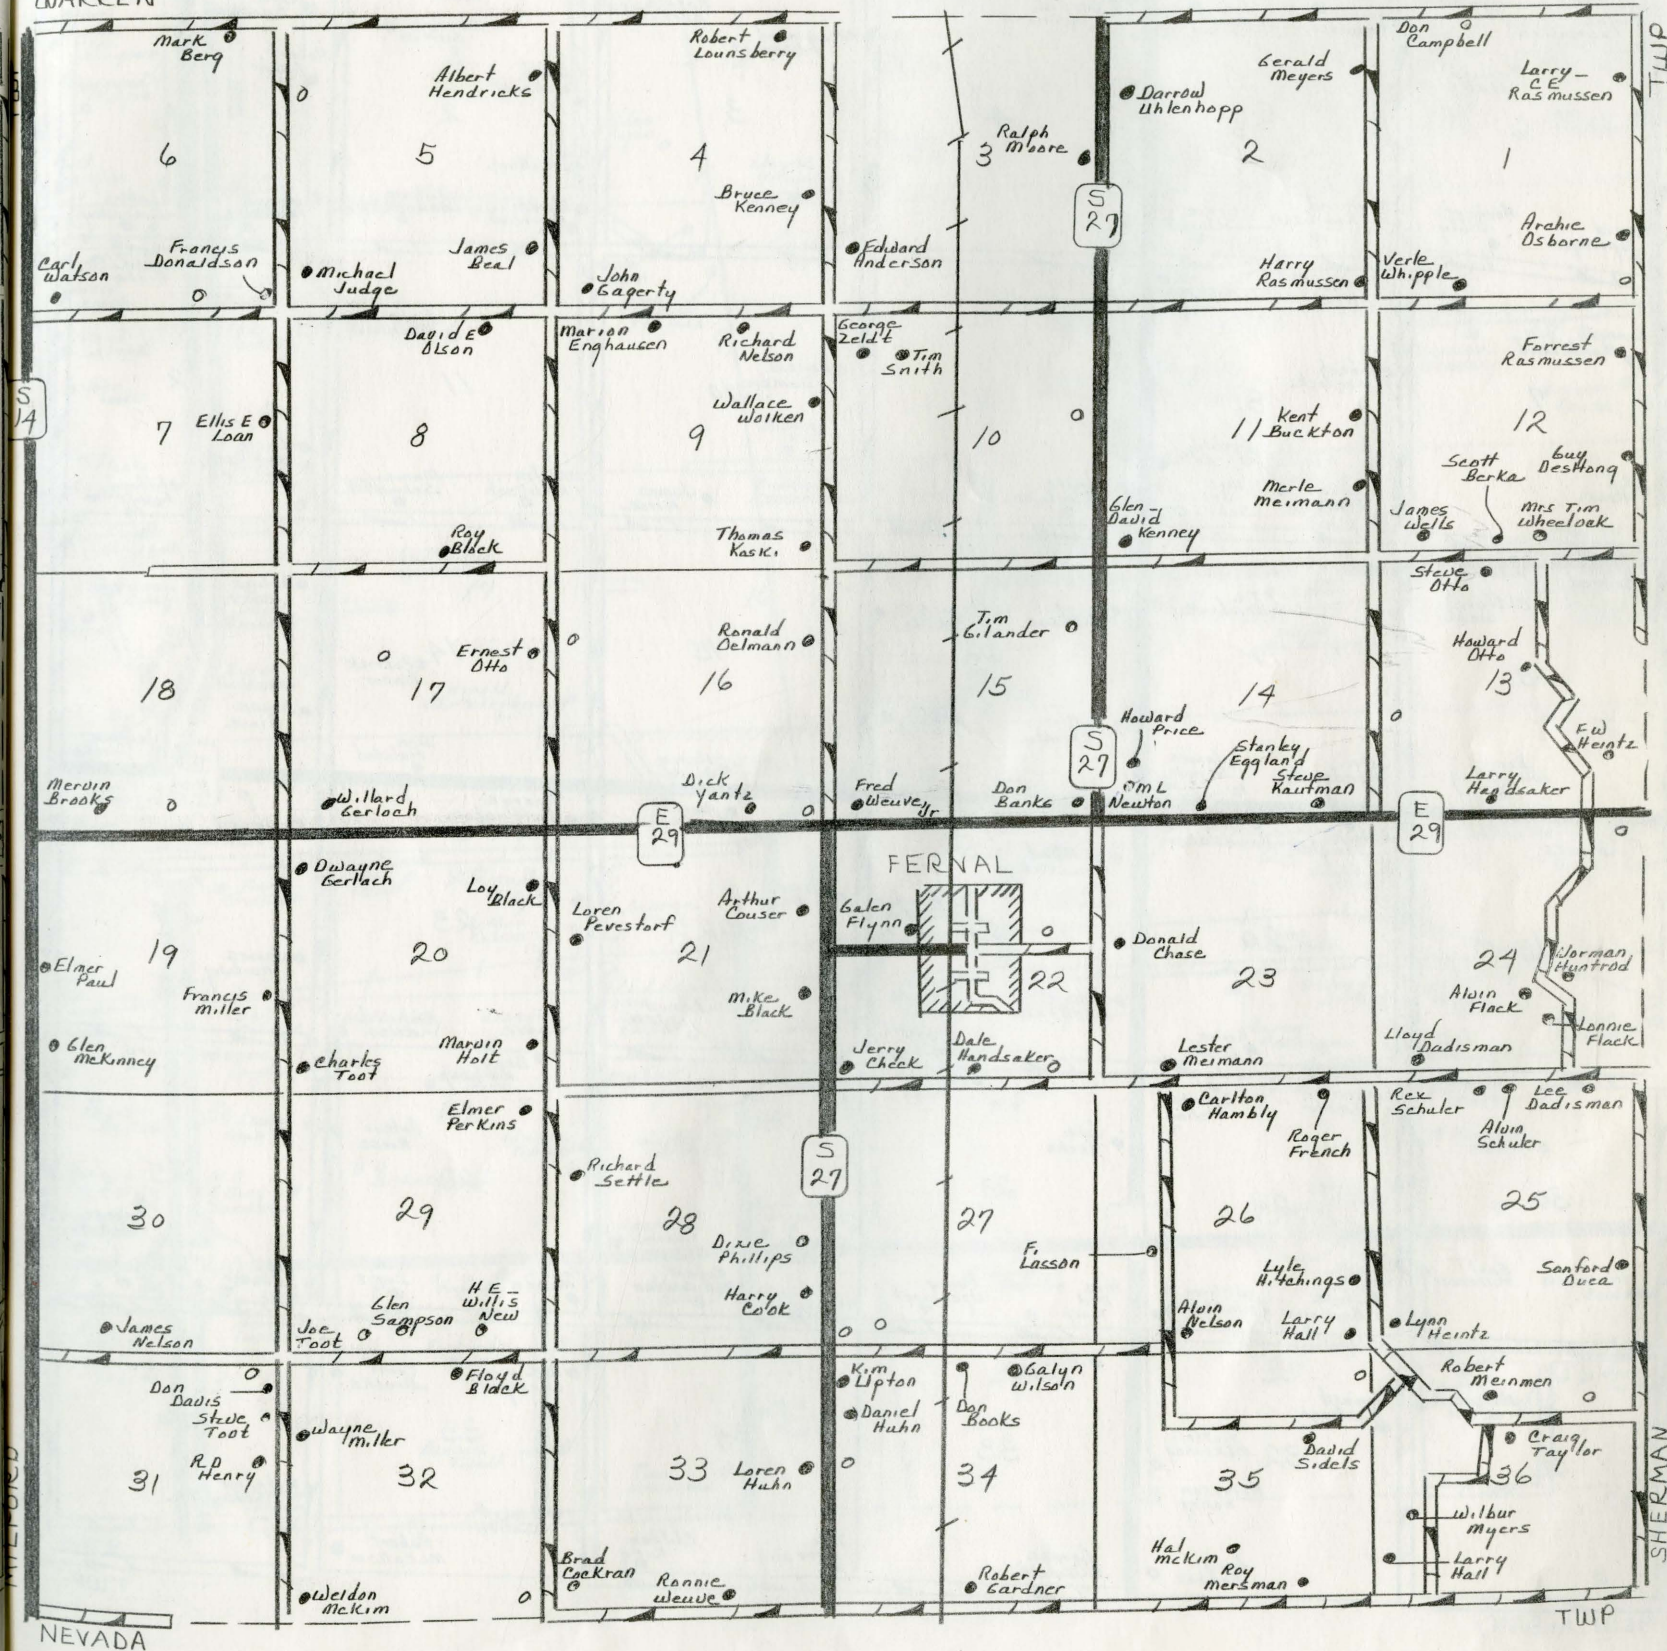 WARREN
TWP
Mark
Berg
6
Carl
Watson
Francis
Donaldson
Albert
Hendricks
5
Michael
Judge
James
Beal
Robert
Lounsberry
4
Bruce
Kenney
John
Gagerty
3
Ralph
Moore
Edward
Anderson
S
27
Darrow
Uhlenhopp
Gerald
Meyers
2
Harry
Rasmussen
Don
Campbell
Larry-
CE
Rasmussen
1
Archie
Osborne
Verle
Whipple
S
14
7
Ellis E
Loan
David E
Olson
8
Roy
Black
Marion
Enghausen
Richard
Nelson
Wallace
Wolken
9
Thomas
Koski
George
Zeldt
Tim
Smith
10
11
Kent
Buckton
Merle
Meimann
Glen-
David
Kenney
Forrest
Rasmussen
12
Scott
Berka
Guy
DesHong
James
Wells
Mrs Tim
Wheelock
18
Mervin
Brooks
17
Ernest
Otto
Willard
Gerloch
16
Ronald
Oelmann
Dick
Yantz
E
29
15
Tim
Gilander
Fred
Weuve Jr
Don
Banks
S
27
14
Howard
Price
ML
Newton
Stanley
Eggland
Steve
Kaufman
Steve
Otto
Howard
Otto
13
FW
Heintz
Larry
Handsaker
E
29
19
Elmer
Paul
Francis
Miller
Glen
McKinney
Dwayne
Gerlach
Loy
Black
20
Charles
Toot
Marvin
Holt
Loren
Pevestorf
Arthur
Couser
21
Mike
Black
FERNAL
Galen
Flynn
22
Jerry
Check
Dale
Handsaker
Donald
Chase
23
Lester
Meimann
24
Norman
Huntrod
Alvin
Flack
Lonnie
Flack
Lloyd
Dadisman
30
James
Nelson
Elmer
Perkins
29
Joe
Toot
Glen
Sampson
HE-
Willis
New
Richard
Settle
28
Dixie
Phillips
Harry
Cook
S
27
27
F.
Lasson
Carlton
Hambly
Roger
French
26
Lyle
Hitchings
Alvin
Nelson
Larry
Hall
Rex
Schuler
Alvin
Schuler
Lee
Dadisman
25
Sanford
Duea
Lynn
Heintz
Don
Davis
Steve
Toot
RD
Henry
31
Floyd
Black
Wayne
Miller
32
Weldon
McKim
33
Loren
Huhn
Brad
Cockran
Ronnie
Weuve
Kim
Lipton
Daniel
Huhn
Don
Books
Galyn
Wilson
34
Robert
Gardner
David
Sidels
35
Hal
McKim
Roy
Mersman
Robert
Meinmen
Craig
Taylor
36
Wilbur
Myers
Larry
Hall
MILFORD
SHERMAN
NEVADA
TWP